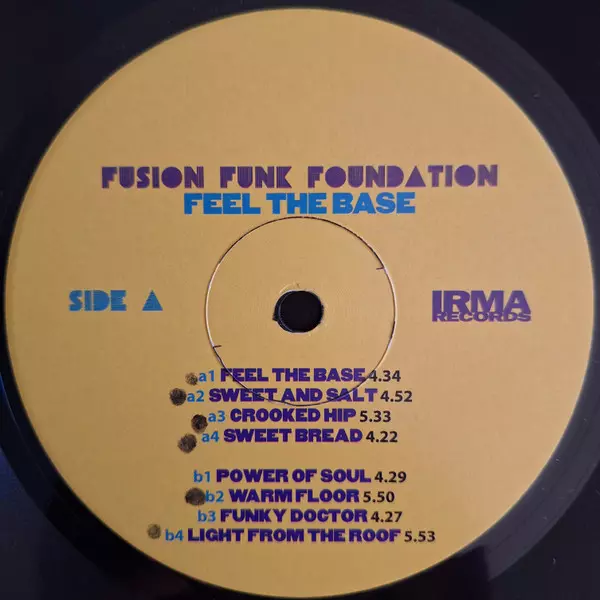 FUSION FUNK FOUNDATION
FEEL THE BASE
SIDE A
IRMA
RECORDS
a1 FEEL THE BASE 4.34
a2 SWEET AND SALT 4.52
a3 CROOKED HIP 5.33
a4 SWEET BREAD 4.22
b1 POWER OF SOUL 4.29
b2 WARM FLOOR 5.50
b3 FUNKY DOCTOR 4.27
b4 LIGHT FROM THE ROOF 5.53